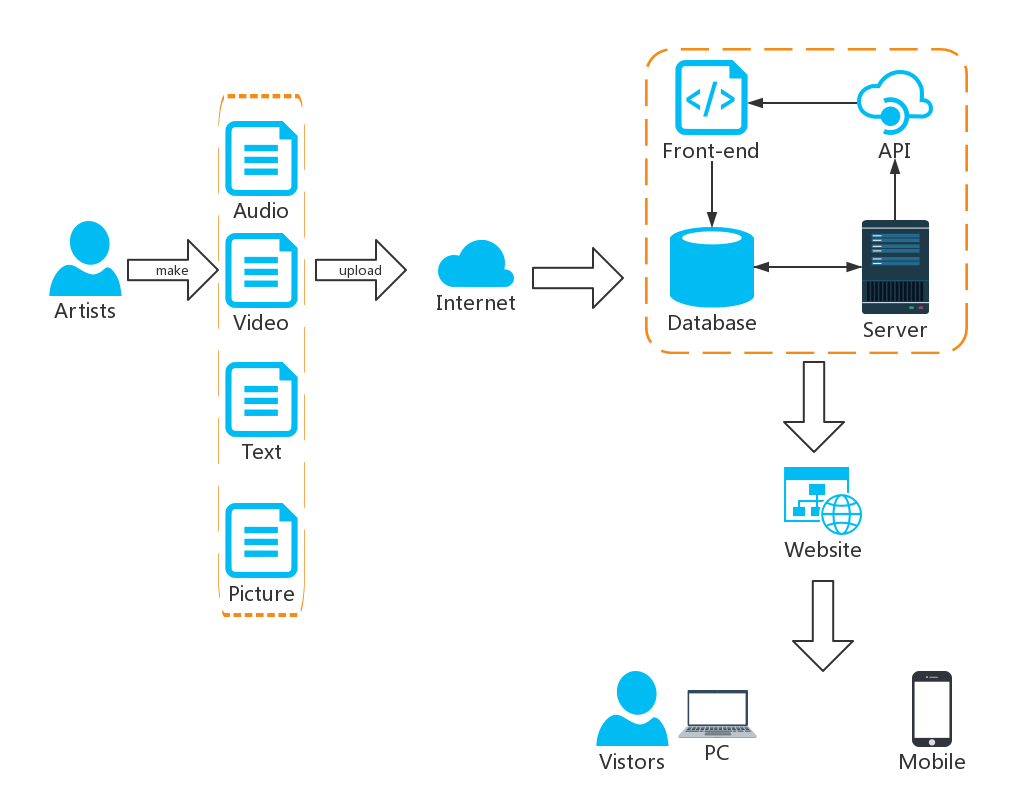 Artists
make
Audio
Video
Text
Picture
upload
Internet
Front-end
API
Database
Server
Website
Vistors
PC
Mobile